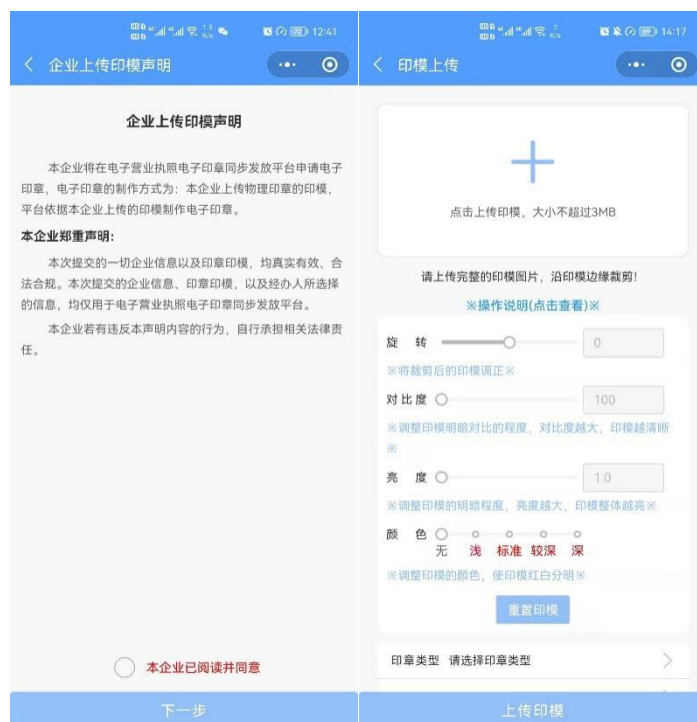 12:41
企业上传印模声明
企业上传印模声明
本企业将在电子营业执照电子印章同步发放平台申请电子
印章，电子印章的制作方式为：本企业上传物理印章的印模，
平台依据本企业上传的印模制作电子印章。
本企业郑重声明：
本次提交的一切企业信息以及印章印模，均真实有效、合
法合规。本次提交的企业信息、印章印模，以及经办人所选择
的信息，均仅用于电子营业执照电子印章同步发放平台。
本企业若有违反本声明内容的行为，自行承担相关法律责
任。
本企业已阅读并同意
下一步
14:17
印模上传
点击上传印模，大小不超过3MB
请上传完整的印模图片，沿印模边缘裁剪!
※操作说明(点击查看)※
旋 转 0
※将裁剪后的印模调正※
对比度 100
※调整印模明暗对比的程度，对比度越大，印模越清晰
※
亮 度 1.0
※调整印模的明暗程度，亮度越大，印模整体越亮※
颜 色
无 浅 标准 较深 深
※调整印模的颜色，使印模红白分明※
重置印模
印章类型 请选择印章类型
上传印模